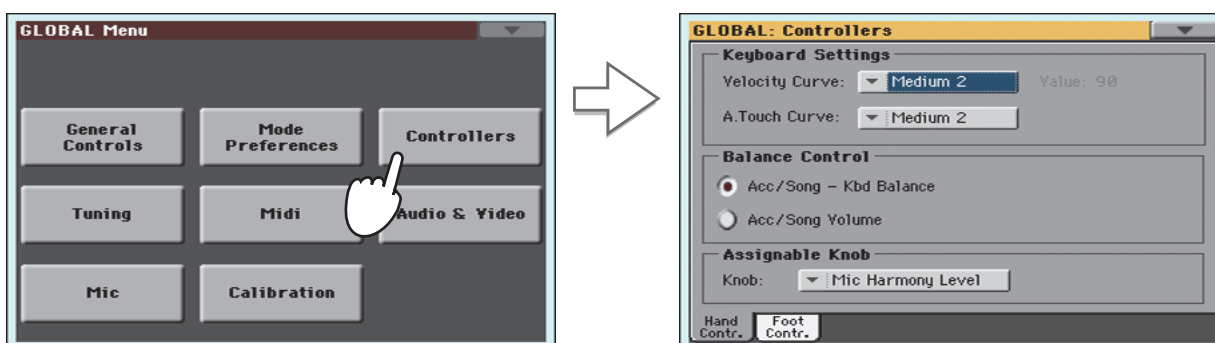 GLOBAL Menu
General
Controls
Mode
Preferences
Controllers
Tuning
Midi
Audio & Video
Mic
Calibration
GLOBAL: Controllers
Keyboard Settings
Velocity Curve: Medium 2 Value: 90
A.Touch Curve: Medium 2
Balance Control
Acc/Song - Kbd Balance
Acc/Song Volume
Assignable Knob
Knob: Mic Harmony Level
Hand
Contr.
Foot
Contr.